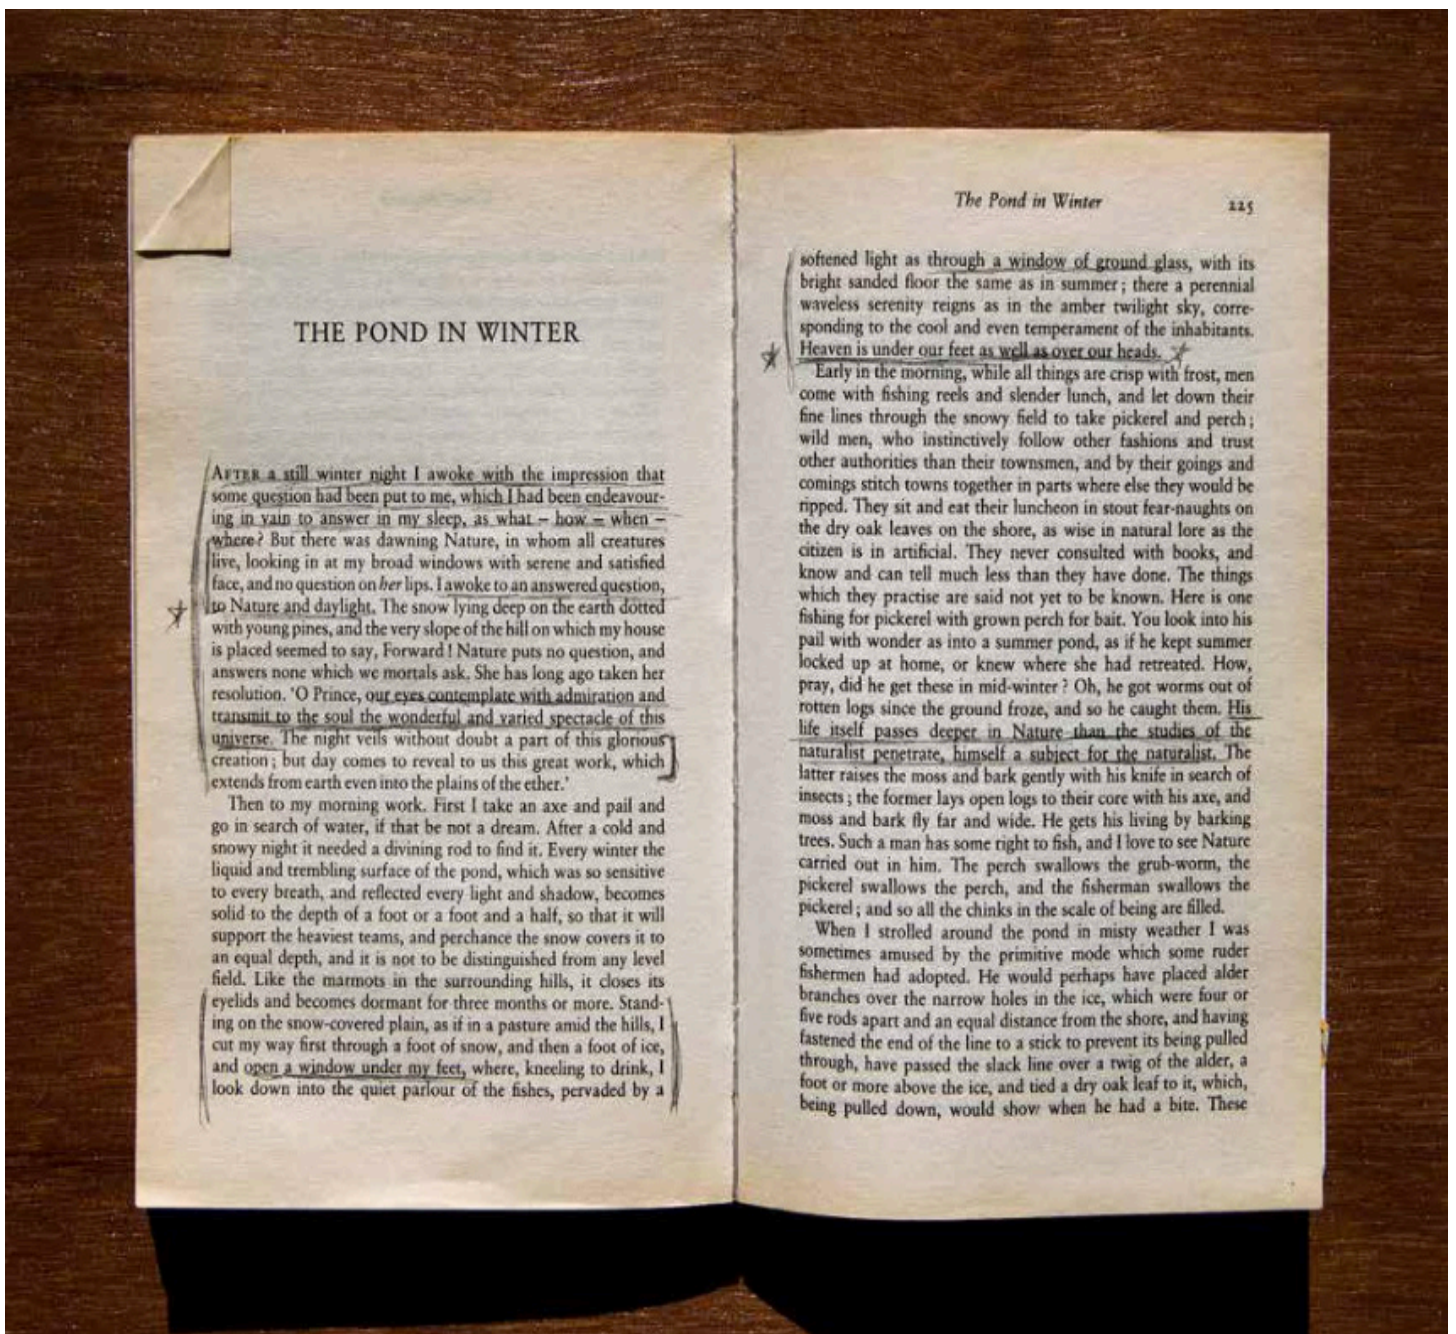 THE POND IN WINTER
AFTER a still winter night I awoke with the impression that
some question had been put to me, which I had been endeavour-
ing in vain to answer in my sleep, as what – how – when –
where? But there was dawning Nature, in whom all creatures
live, looking in at my broad windows with serene and satisfied
face, and no question on her lips. I awoke to an answered question,
to Nature and daylight. The snow lying deep on the earth dotted
with young pines, and the very slope of the hill on which my house
is placed seemed to say, Forward! Nature puts no question, and
answers none which we mortals ask. She has long ago taken her
resolution. 'O Prince, our eyes contemplate with admiration and
transmit to the soul the wonderful and varied spectacle of this
universe. The night veils without doubt a part of this glorious
creation; but day comes to reveal to us this great work, which
extends from earth even into the plains of the ether.'
Then to my morning work. First I take an axe and pail and
go in search of water, if that be not a dream. After a cold and
snowy night it needed a divining rod to find it. Every winter the
liquid and trembling surface of the pond, which was so sensitive
to every breath, and reflected every light and shadow, becomes
solid to the depth of a foot or a foot and a half, so that it will
support the heaviest teams, and perchance the snow covers it to
an equal depth, and it is not to be distinguished from any level
field. Like the marmots in the surrounding hills, it closes its
eyelids and becomes dormant for three months or more. Stand-
ing on the snow-covered plain, as if in a pasture amid the hills, I
cut my way first through a foot of snow, and then a foot of ice,
and open a window under my feet, where, kneeling to drink, I
look down into the quiet parlour of the fishes, pervaded by a
The Pond in Winter 225
softened light as through a window of ground glass, with its
bright sanded floor the same as in summer; there a perennial
waveless serenity reigns as in the amber twilight sky, corre-
sponding to the cool and even temperament of the inhabitants.
Heaven is under our feet as well as over our heads.
Early in the morning, while all things are crisp with frost, men
come with fishing reels and slender lunch, and let down their
fine lines through the snowy field to take pickerel and perch;
wild men, who instinctively follow other fashions and trust
other authorities than their townsmen, and by their goings and
comings stitch towns together in parts where else they would be
ripped. They sit and eat their luncheon in stout fear-naughts on
the dry oak leaves on the shore, as wise in natural lore as the
citizen is in artificial. They never consulted with books, and
know and can tell much less than they have done. The things
which they practise are said not yet to be known. Here is one
fishing for pickerel with grown perch for bait. You look into his
pail with wonder as into a summer pond, as if he kept summer
locked up at home, or knew where she had retreated. How,
pray, did he get these in mid-winter? Oh, he got worms out of
rotten logs since the ground froze, and so he caught them. His
life itself passes deeper in Nature than the studies of the
naturalist penetrate, himself a subject for the naturalist. The
latter raises the moss and bark gently with his knife in search of
insects; the former lays open logs to their core with his axe, and
moss and bark fly far and wide. He gets his living by barking
trees. Such a man has some right to fish, and I love to see Nature
carried out in him. The perch swallows the grub-worm, the
pickerel swallows the perch, and the fisherman swallows the
pickerel; and so all the chinks in the scale of being are filled.
When I strolled around the pond in misty weather I was
sometimes amused by the primitive mode which some ruder
fishermen had adopted. He would perhaps have placed alder
branches over the narrow holes in the ice, which were four or
five rods apart and an equal distance from the shore, and having
fastened the end of the line to a stick to prevent its being pulled
through, have passed the slack line over a twig of the alder, a
foot or more above the ice, and tied a dry oak leaf to it, which,
being pulled down, would show when he had a bite. These